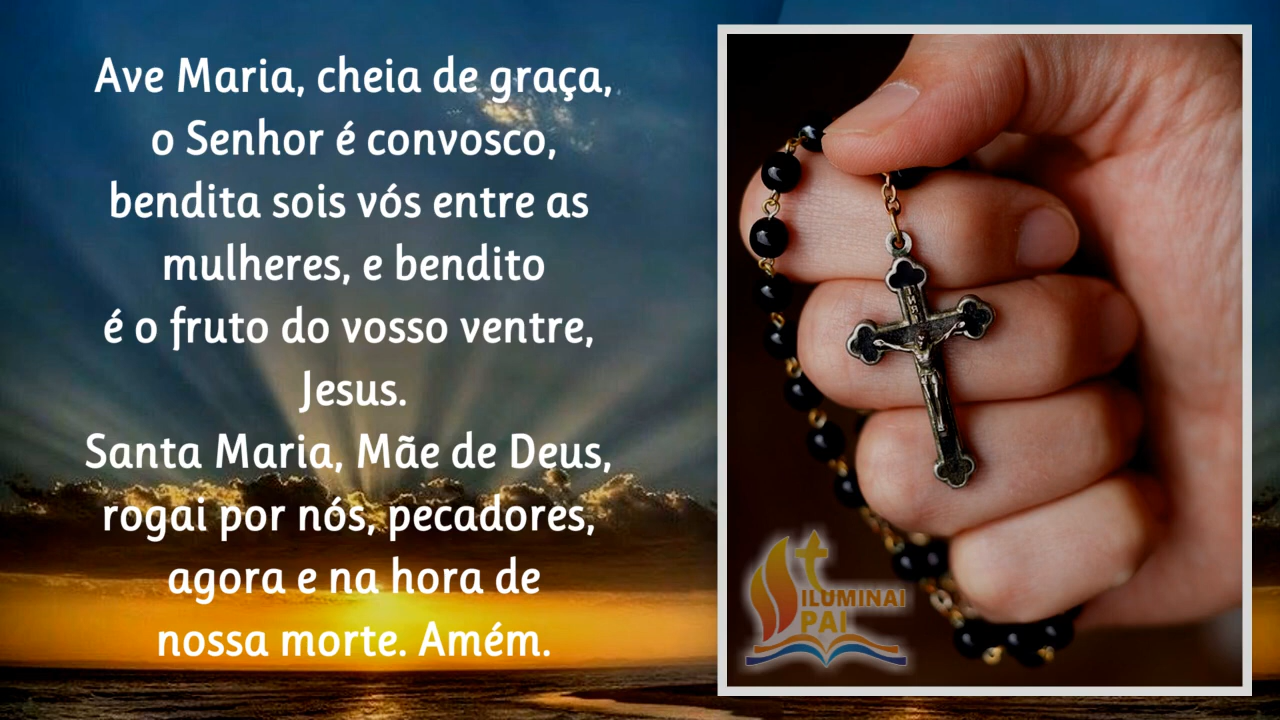 Ave Maria, cheia de graça,
o Senhor é convosco,
bendita sois vós entre as
mulheres, e bendito
é o fruto do vosso ventre,
Jesus.
Santa Maria, Mãe de Deus,
rogai por nós, pecadores,
agora e na hora de
nossa morte. Amém.
ILUMINAI
PAI